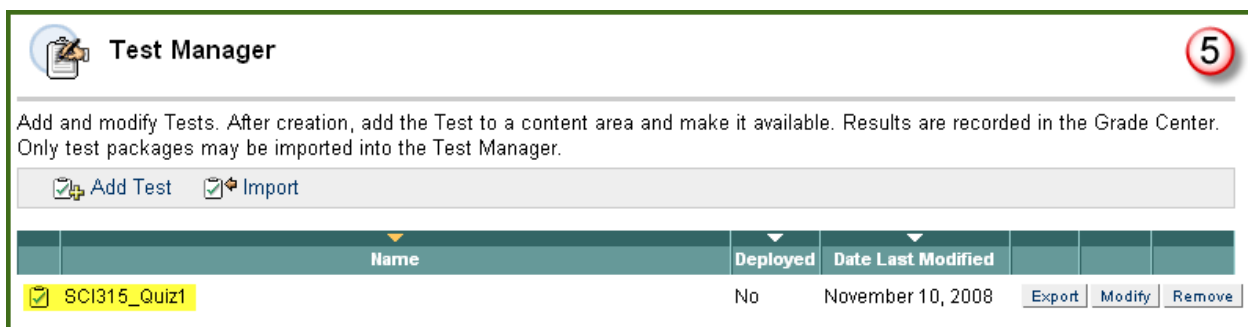 Test Manager
5
Add and modify Tests. After creation, add the Test to a content area and make it available. Results are recorded in the Grade Center.
Only test packages may be imported into the Test Manager.
Add Test Import
Name Deployed Date Last Modified
SCI315_Quiz1 No November 10, 2008 Export Modify Remove